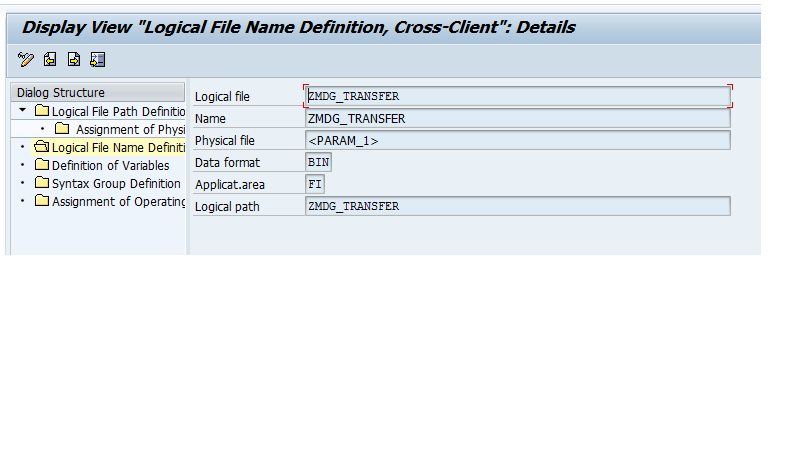 Display View "Logical File Name Definition, Cross-Client": Details
Dialog Structure
Logical File Path Definitio
Assignment of Physi
Logical File Name Definiti
Definition of Variables
Syntax Group Definition
Assignment of Operating
Logical file ZMDG_TRANSFER
Name ZMDG_TRANSFER
Physical file <PARAM_1>
Data format BIN
Applicat.area FI
Logical path ZMDG_TRANSFER